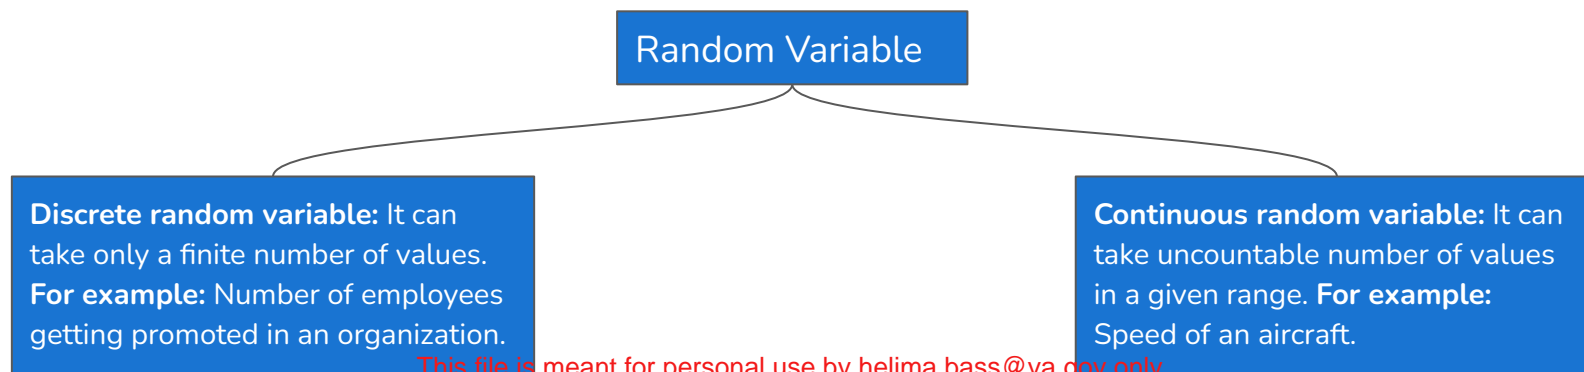 Random Variable
Discrete random variable: It can
take only a finite number of values.
For example: Number of employees
getting promoted in an organization.
Continuous random variable: It can
take uncountable number of values
in a given range. For example:
Speed of an aircraft.
This file is meant for personal use by helima.bass@va.gov only.